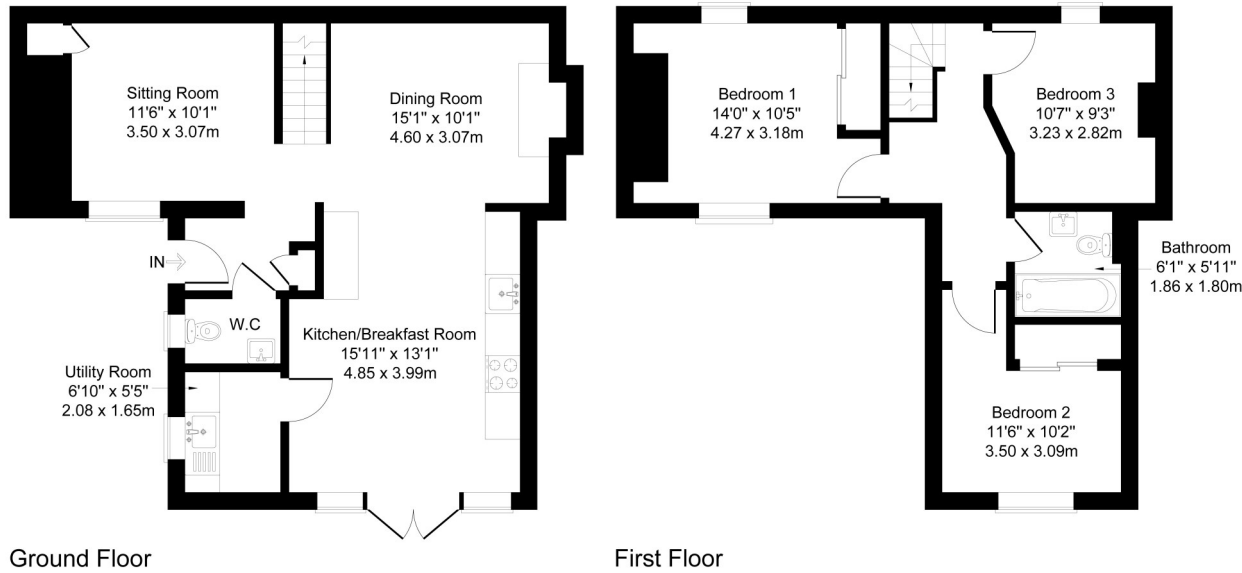 Sitting Room
11'6" x 10'1"
3.50 x 3.07m
Dining Room
15'1" x 10'1"
4.60 x 3.07m
IN
W.C
Kitchen/Breakfast Room
15'11" x 13'1"
4.85 x 3.99m
Utility Room
6'10" x 5'5"
2.08 x 1.65m
Ground Floor
Bedroom 1
14'0" x 10'5"
4.27 x 3.18m
Bedroom 3
10'7" x 9'3"
3.23 x 2.82m
Bathroom
6'1" x 5'11"
1.86 x 1.80m
Bedroom 2
11'6" x 10'2"
3.50 x 3.09m
First Floor